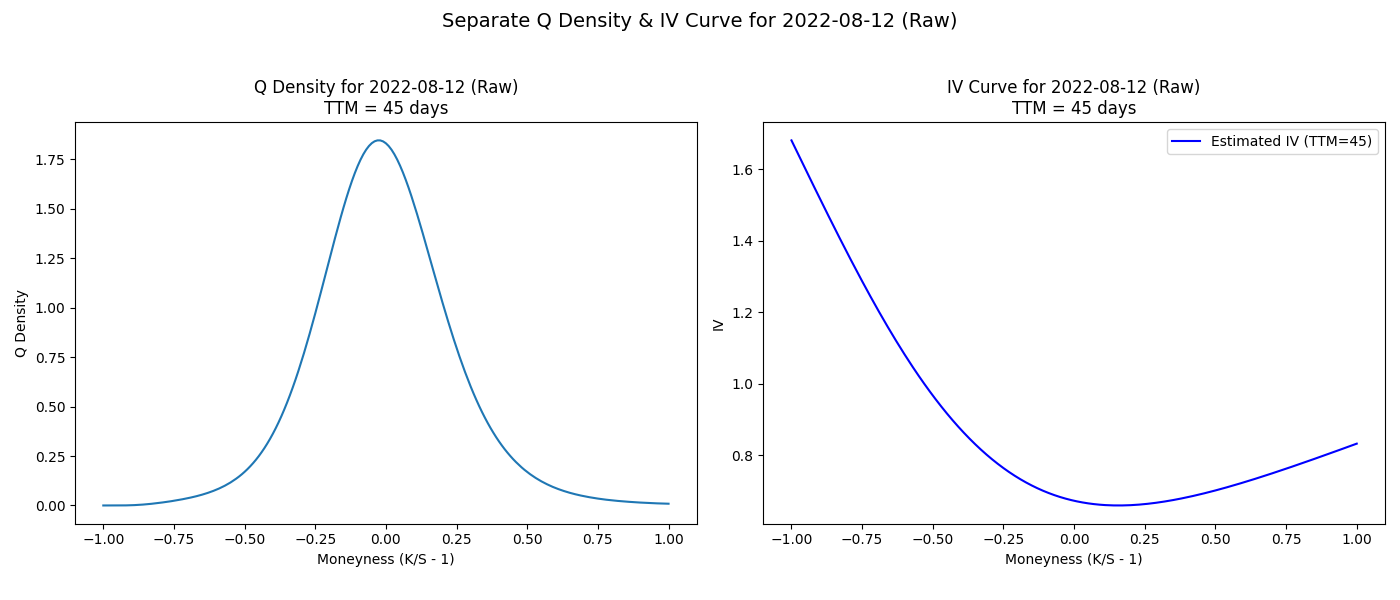 Separate Q Density & IV Curve for 2022-08-12 (Raw)
Q Density for 2022-08-12 (Raw)
TTM = 45 days
Q Density
1.75
1.50
1.25
1.00
0.75
0.50
0.25
0.00
−1.00 −0.75 −0.50 −0.25 0.00 0.25 0.50 0.75 1.00
Moneyness (K/S - 1)
IV Curve for 2022-08-12 (Raw)
TTM = 45 days
Estimated IV (TTM=45)
IV
1.6
1.4
1.2
1.0
0.8
−1.00 −0.75 −0.50 −0.25 0.00 0.25 0.50 0.75 1.00
Moneyness (K/S - 1)